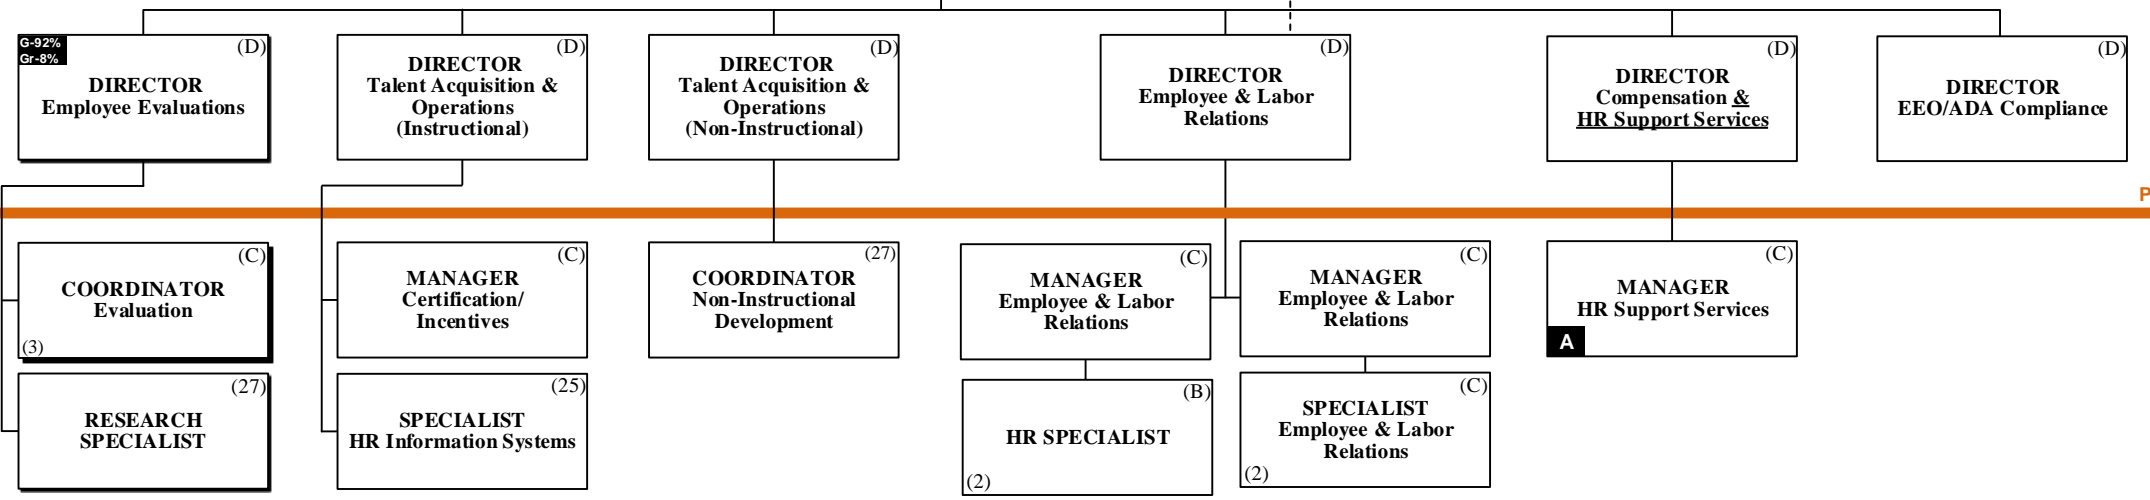 G-92%
Gr-8%
(D)
DIRECTOR
Employee Evaluations
(D)
DIRECTOR
Talent Acquisition &
Operations
(Instructional)
(D)
DIRECTOR
Talent Acquisition &
Operations
(Non-Instructional)
(D)
DIRECTOR
Employee & Labor
Relations
(D)
DIRECTOR
Compensation &
HR Support Services
(D)
DIRECTOR
EEO/ADA Compliance
P
(C)
COORDINATOR
Evaluation
(3)
(C)
MANAGER
Certification/
Incentives
(27)
COORDINATOR
Non-Instructional
Development
(C)
MANAGER
Employee & Labor
Relations
(C)
MANAGER
Employee & Labor
Relations
(C)
MANAGER
HR Support Services
A
(27)
RESEARCH
SPECIALIST
(25)
SPECIALIST
HR Information Systems
(B)
HR SPECIALIST
(2)
(C)
SPECIALIST
Employee & Labor
Relations
(2)